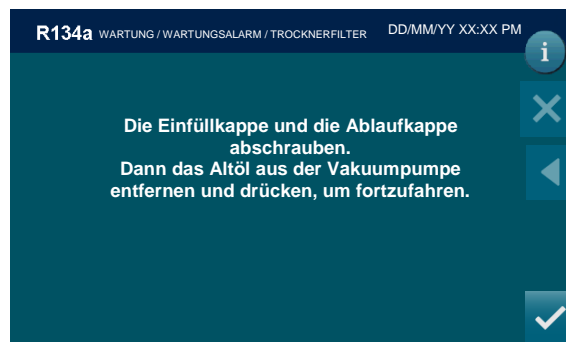 R134a WARTUNG / WARTUNGSALARM / TROCKNERFILTER DD/MM/YY XX:XX PM
i
Die Einfüllkappe und die Ablaufkappe
abschrauben.
Dann das Altöl aus der Vakuumpumpe
entfernen und drücken, um fortzufahren.